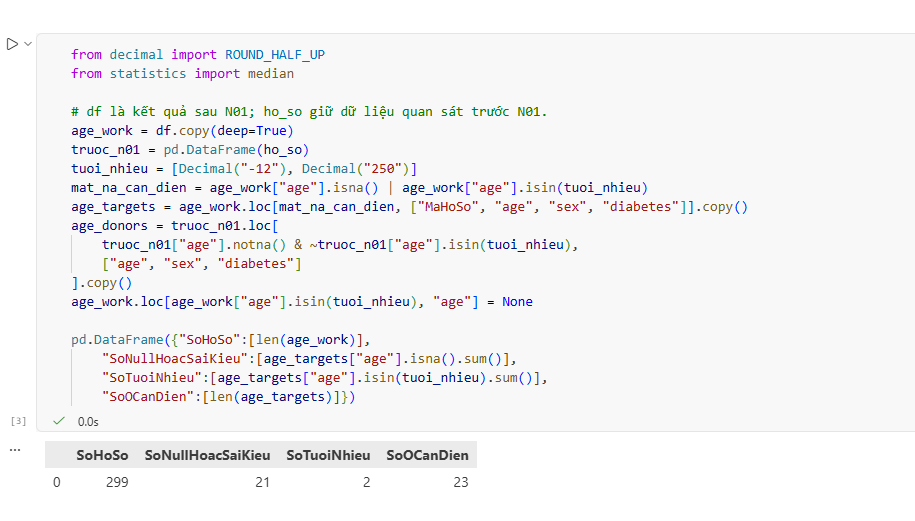 from decimal import ROUND_HALF_UP
from statistics import median

# df là kết quả sau N01; ho_so giữ dữ liệu quan sát trước N01.
age_work = df.copy(deep=True)
truoc_n01 = pd.DataFrame(ho_so)
tuoi_nhieu = [Decimal("-12"), Decimal("250")]
mat_na_can_dien = age_work["age"].isna() | age_work["age"].isin(tuoi_nhieu)
age_targets = age_work.loc[mat_na_can_dien, ["MaHoSo", "age", "sex", "diabetes"]].copy()
age_donors = truoc_n01.loc[
    truoc_n01["age"].notna() & ~truoc_n01["age"].isin(tuoi_nhieu),
    ["age", "sex", "diabetes"]
].copy()
age_work.loc[age_work["age"].isin(tuoi_nhieu), "age"] = None

pd.DataFrame({"SoHoSo":[len(age_work)],
    "SoNullHoacSaiKieu":[age_targets["age"].isna().sum()],
    "SoTuoiNhieu":[age_targets["age"].isin(tuoi_nhieu).sum()],
    "SoOCanDien":[len(age_targets)]})
[3] 0.0s
... SoHoSo SoNullHoacSaiKieu SoTuoiNhieu SoOCanDien
0 299 21 2 23